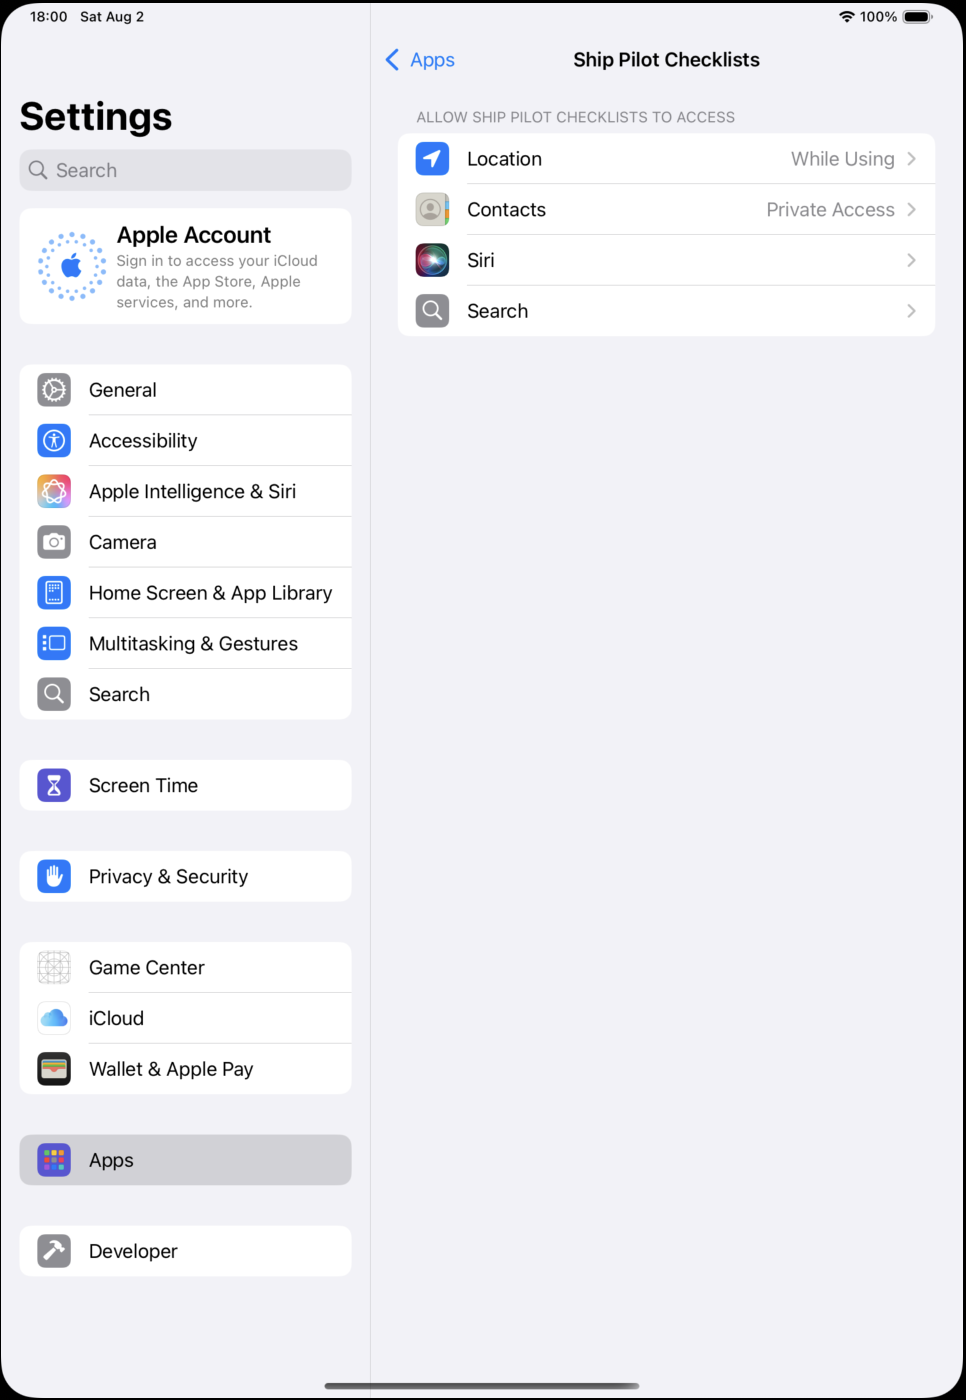 18:00 Sat Aug 2
100%
Settings
Search
Apple Account
Sign in to access your iCloud
data, the App Store, Apple
services, and more.
General
Accessibility
Apple Intelligence & Siri
Camera
Home Screen & App Library
Multitasking & Gestures
Search
Screen Time
Privacy & Security
Game Center
iCloud
Wallet & Apple Pay
Apps
Developer
Apps
Ship Pilot Checklists
ALLOW SHIP PILOT CHECKLISTS TO ACCESS
Location While Using
Contacts Private Access
Siri
Search